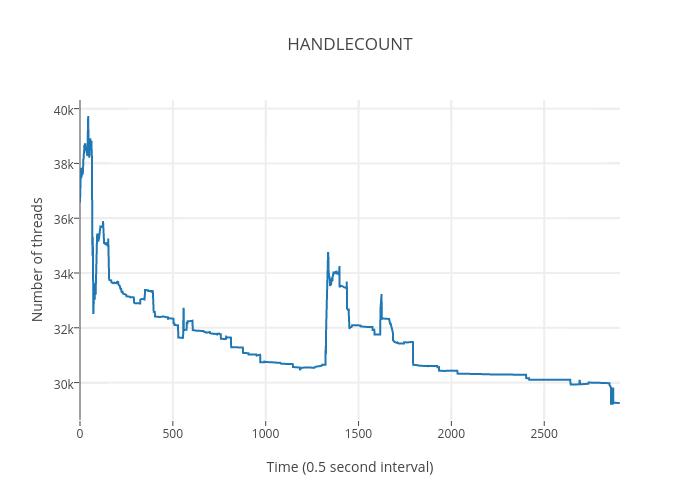 HANDLECOUNT
Number of threads
40k
38k
36k
34k
32k
30k
0 500 1000 1500 2000 2500
Time (0.5 second interval)